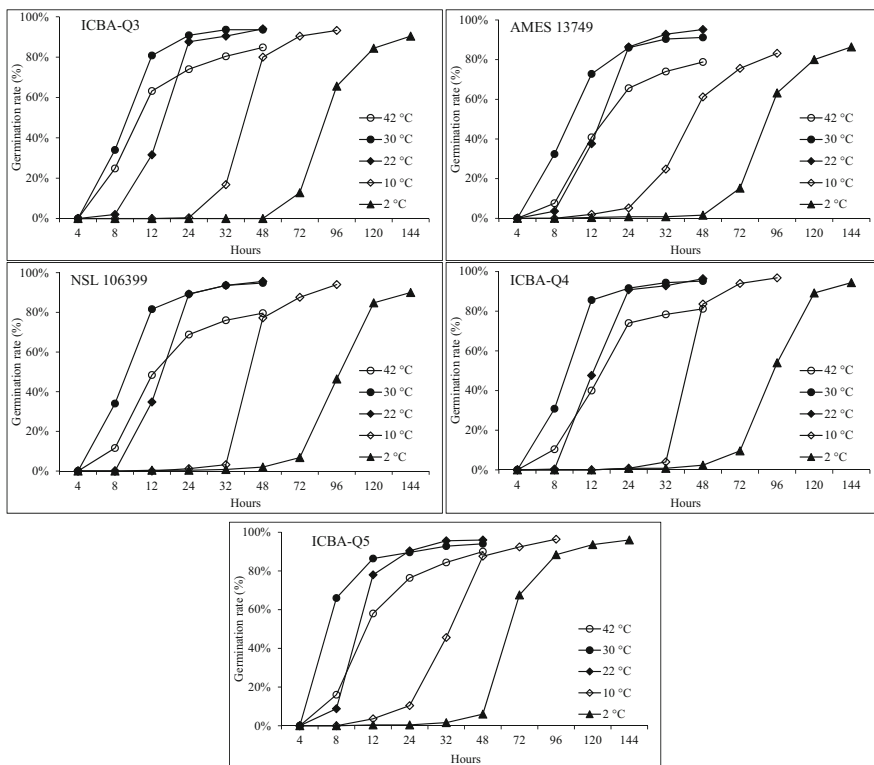 ICBA-Q3
Germination rate (%)
100%
80%
60%
40%
20%
0%
4 8 12 24 32 48 72 96 120 144
Hours
42 °C
30 °C
22 °C
10 °C
2 °C
AMES 13749
Germination rate (%)
100%
80%
60%
40%
20%
0%
4 8 12 24 32 48 72 96 120 144
Hours
42 °C
30 °C
22 °C
10 °C
2 °C
NSL 106399
Germination rate (%)
100%
80%
60%
40%
20%
0%
4 8 12 24 32 48 72 96 120 144
Hours
42 °C
30 °C
22 °C
10 °C
2 °C
ICBA-Q4
Germination rate (%)
100%
80%
60%
40%
20%
0%
4 8 12 24 32 48 72 96 120 144
Hours
42 °C
30 °C
22 °C
10 °C
2 °C
ICBA-Q5
Germination rate (%)
100%
80%
60%
40%
20%
0%
4 8 12 24 32 48 72 96 120 144
Hours
42 °C
30 °C
22 °C
10 °C
2 °C